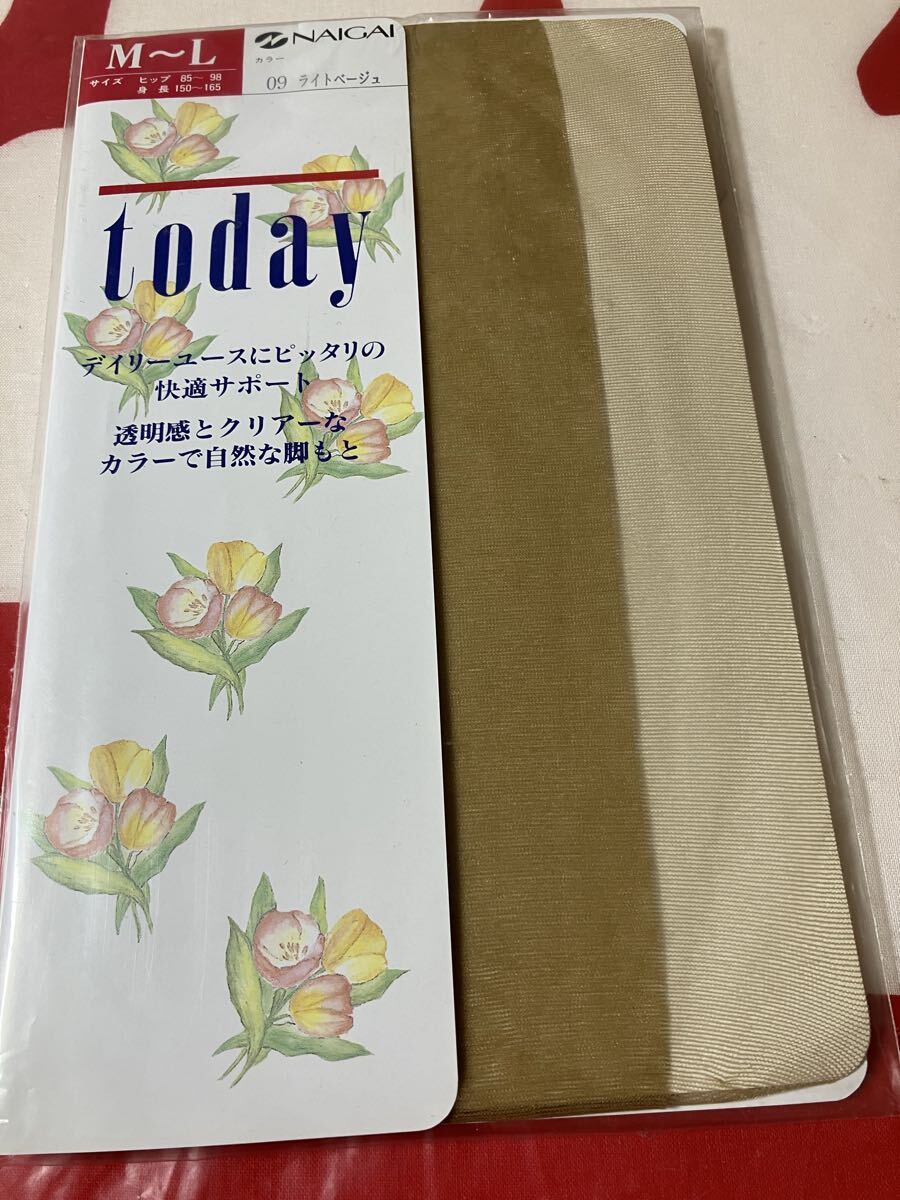 M～L
サイズ ヒップ 85～98
身長 150～165
NAIGAI
カラー
09 ライトベージュ
today
デイリーユースにピッタリの
快適サポート
透明感とクリアーな
カラーで自然な脚もと